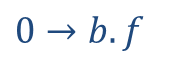 0 → b.f